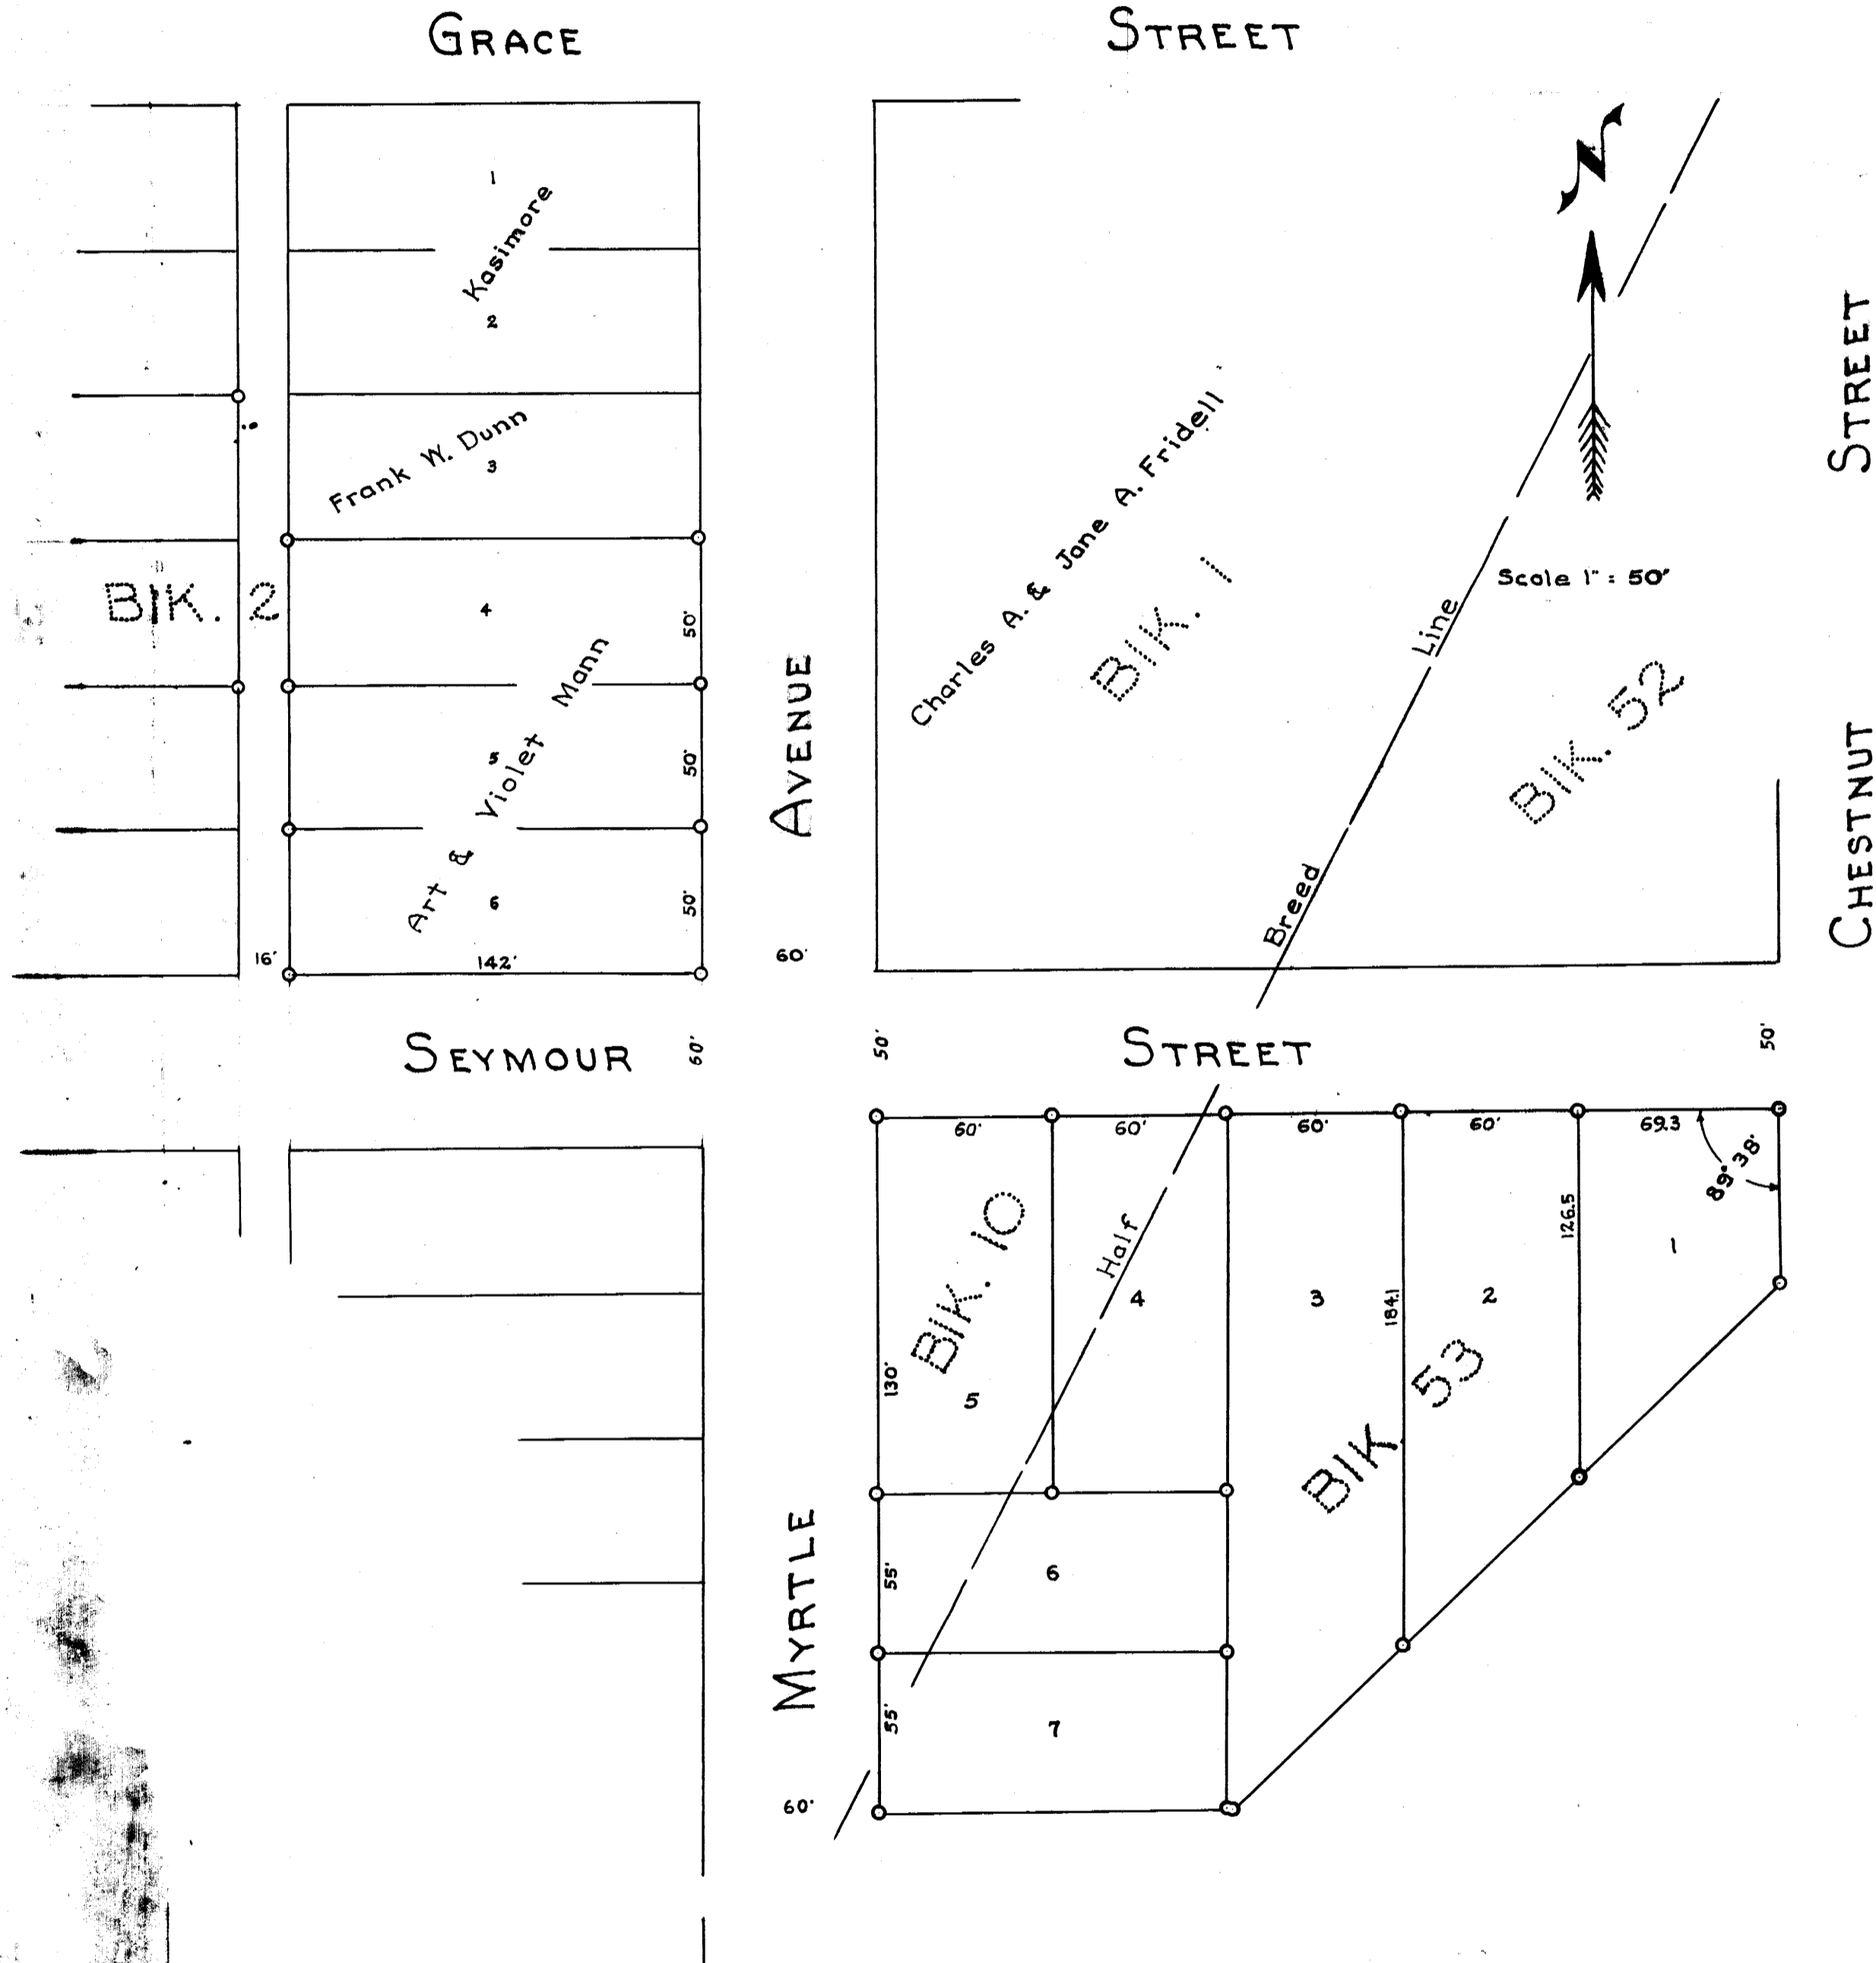 GRACE STREET
N
1
Kasimore
2
Frank W. Dunn
3
BlK. 2
4
50'
Art & Violet Mann
5
50'
6
50'
16'
142'
60'
AVENUE
Charles A. & Jane A. Fridell
BlK. 1
Scale 1" = 50'
BlK. 52
Breed Line
CHESTNUT STREET
SEYMOUR STREET
60'
50'
50'
60'
60'
60'
60'
69.3
89° 38'
BlK. 10
Half
4
3
184.1
2
126.5
1
130'
5
BlK 53
MYRTLE
55'
6
55'
7
60'